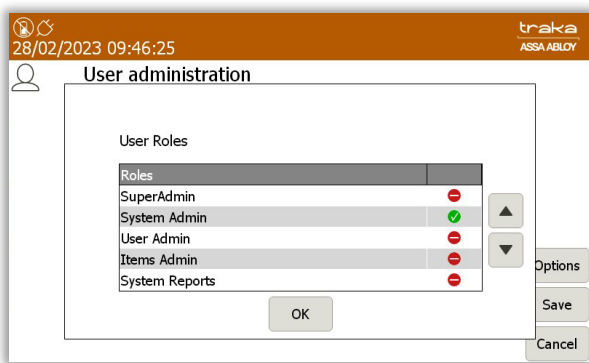 traka
28/02/2023 09:46:25
ASSA ABLOY
User administration
User Roles
Roles
SuperAdmin
System Admin
User Admin
Items Admin
System Reports
Options
OK
Save
Cancel